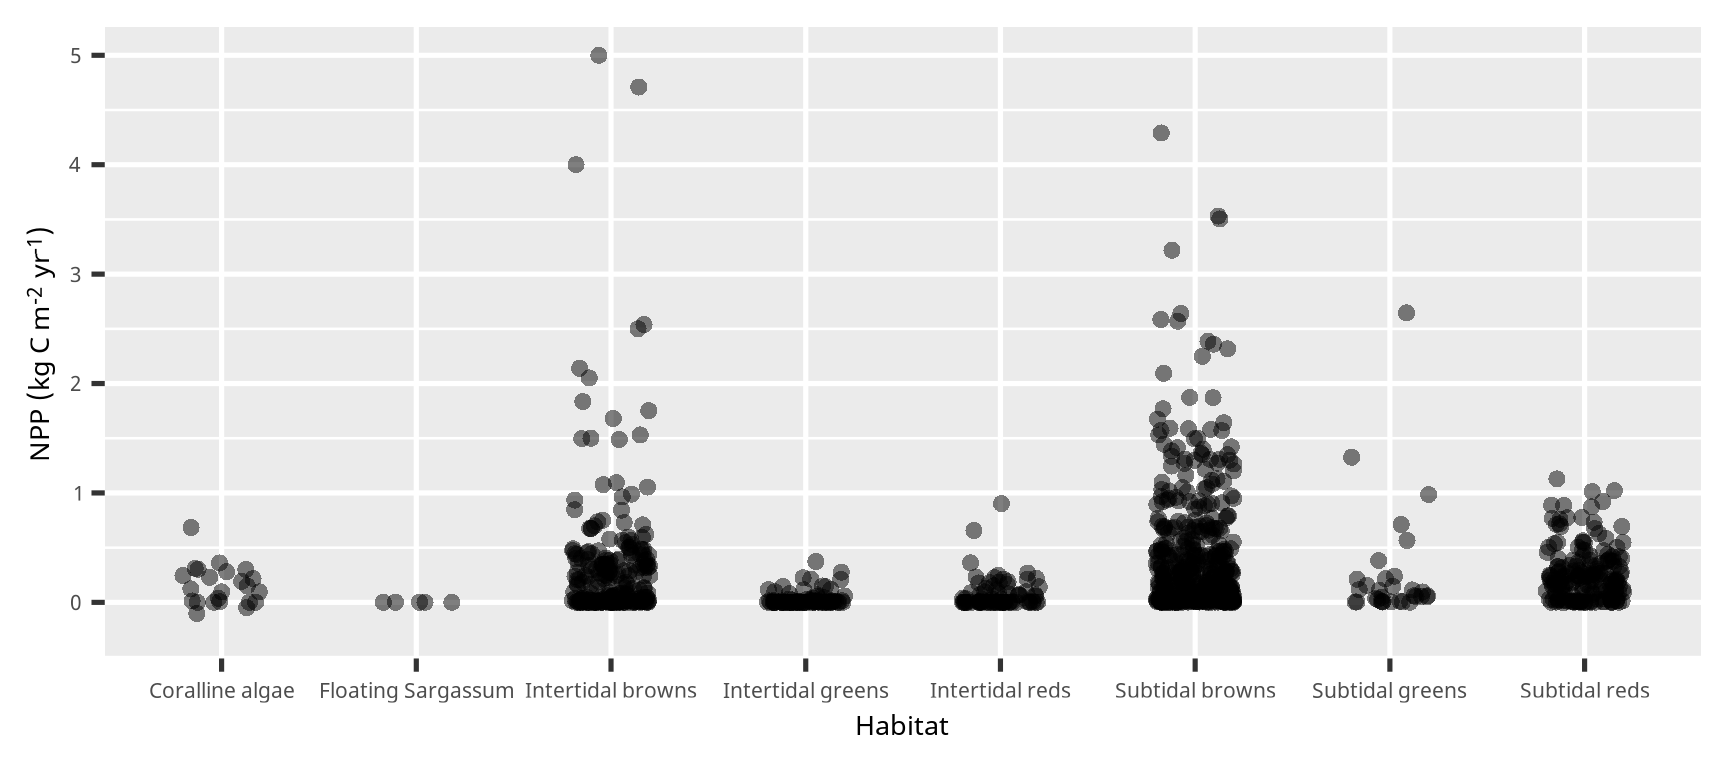 5
4
3
2
1
0
NPP (kg C m⁻² yr⁻¹)
Coralline algae Floating Sargassum Intertidal browns Intertidal greens Intertidal reds Subtidal browns Subtidal greens Subtidal reds
Habitat